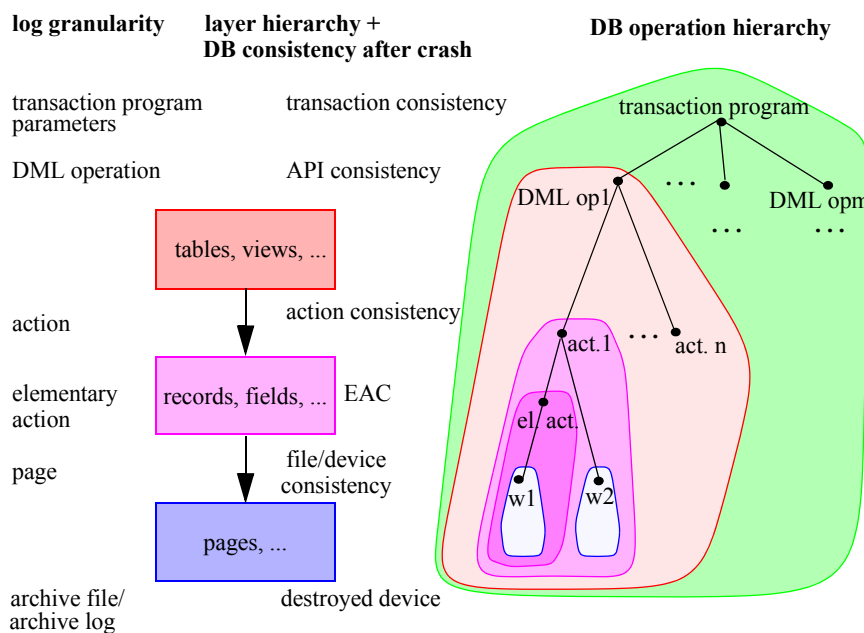 log granularity
layer hierarchy +
DB consistency after crash
DB operation hierarchy
transaction program
parameters
transaction consistency
transaction program
DML operation
API consistency
DML op1
...
DML opm
...
...
tables, views, ...
action
action consistency
act.1
...
act. n
elementary
action
records, fields, ...
EAC
el. act.
page
file/device
consistency
w1
w2
pages, ...
archive file/
archive log
destroyed device